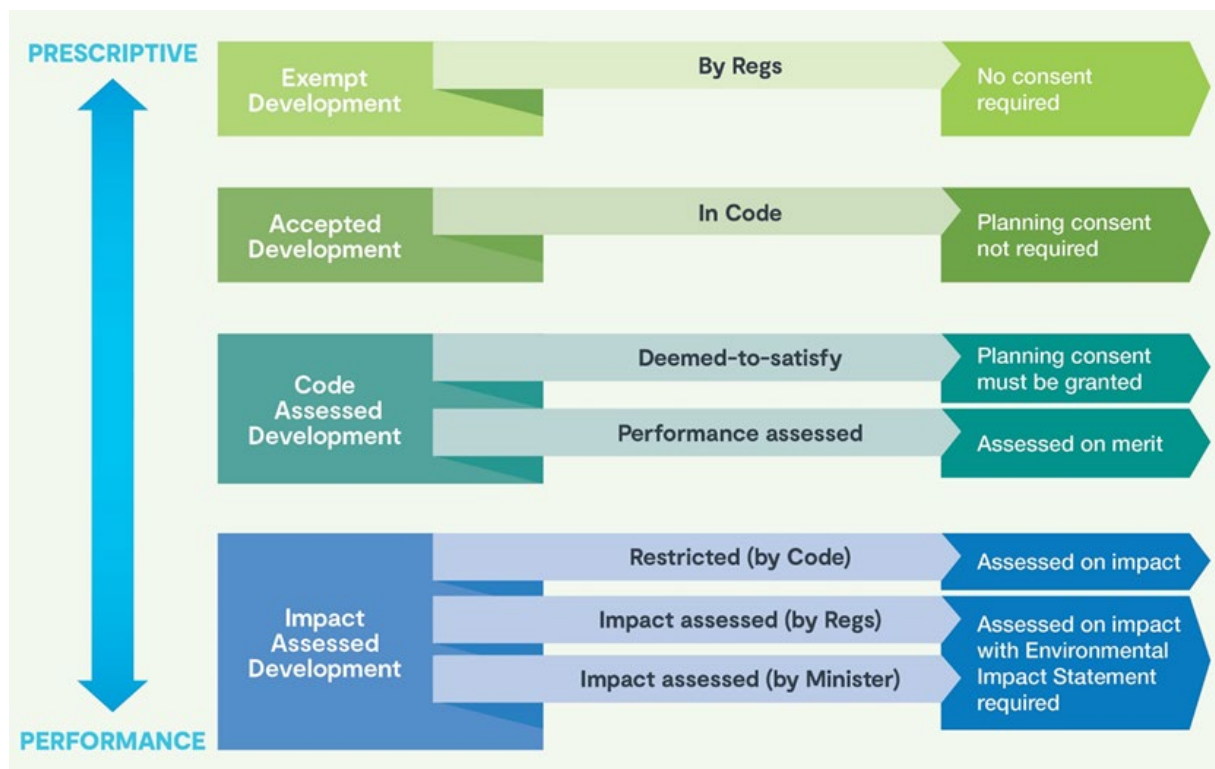 PRESCRIPTIVE
Exempt
Development
By Regs
No consent
required
Accepted
Development
In Code
Planning consent
not required
Code
Assessed
Development
Deemed-to-satisfy
Planning consent
must be granted
Performance assessed
Assessed on merit
Impact
Assessed
Development
Restricted (by Code)
Assessed on impact
Impact assessed (by Regs)
Impact assessed (by Minister)
Assessed on impact
with Environmental
Impact Statement
required
PERFORMANCE